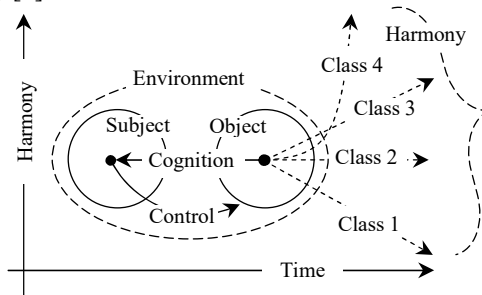 Harmony
Class 4
Environment
Class 3
Subject
Object
Cognition
Class 2
Control
Class 1
Harmony
Time